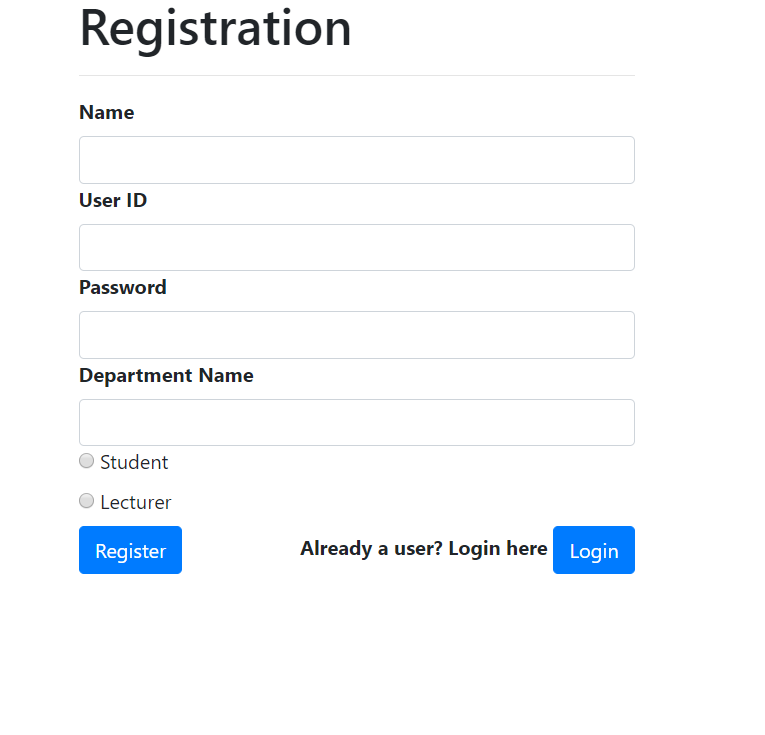 Registration
Name
User ID
Password
Department Name
Student
Lecturer
Register Already a user? Login here Login